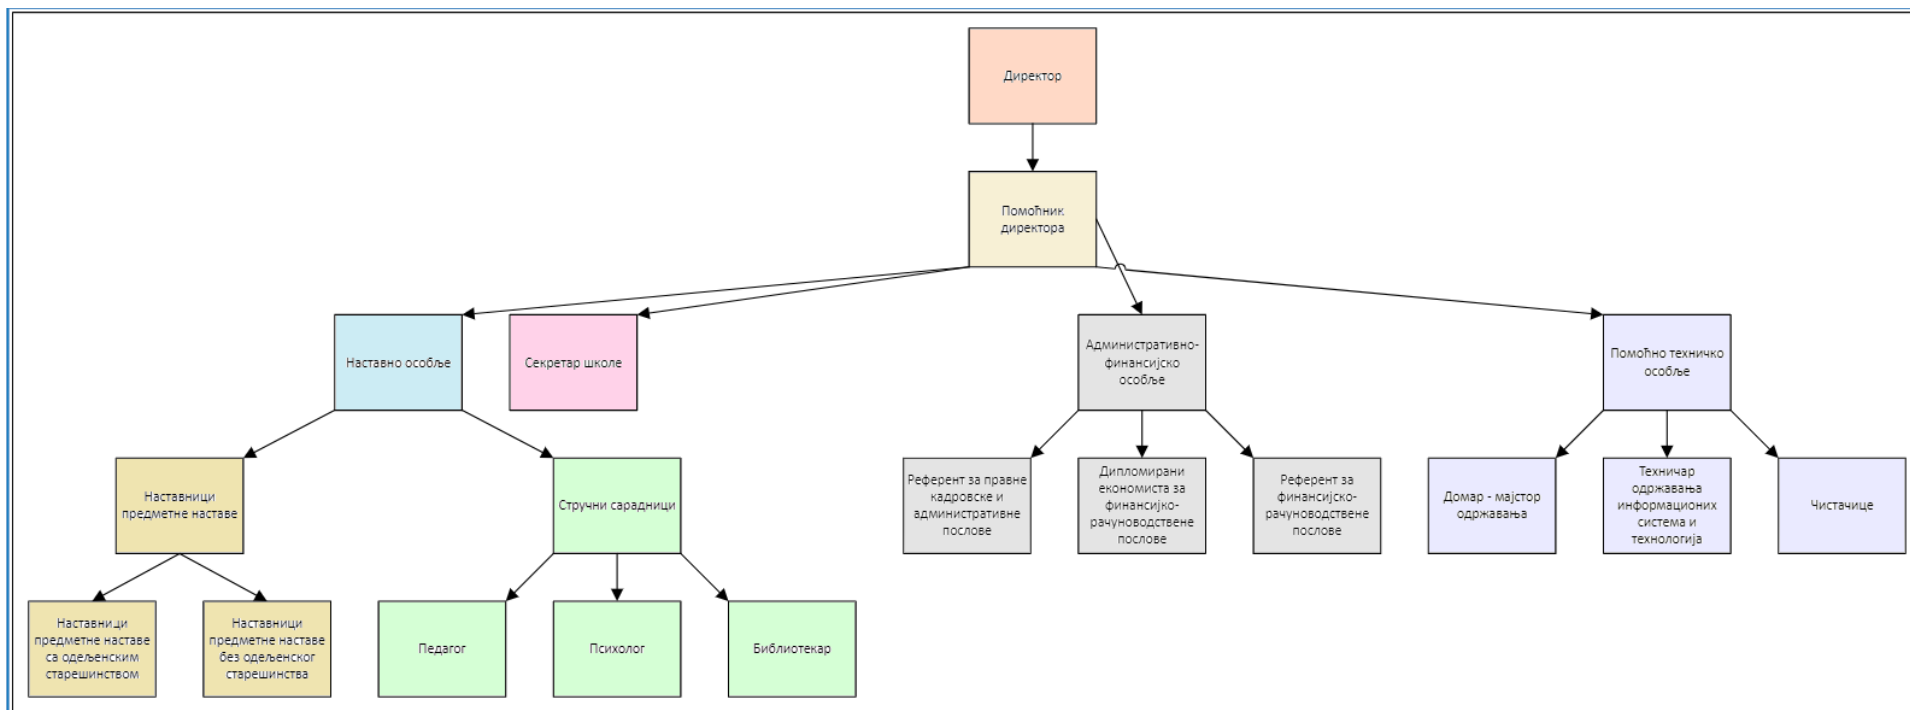 Директор
Помоћник
директора
Наставно особље
Секретар школе
Административно-
финансијско
особље
Помоћно техничко
особље
Наставници
предметне наставе
Стручни сарадници
Референт за правне
кадровске и
административне
послове
Дипломирани
економиста за
финансијко-
рачуноводствене
послове
Референт за
финансијско-
рачуноводствене
послове
Домар - мајстор
одржавања
Техничар
одржавања
информационих
система и
технологија
Чистачице
Наставници
предметне наставе
са одељенским
старешинством
Наставници
предметне наставе
без одељенског
старешинства
Педагог
Психолог
Библиотекар